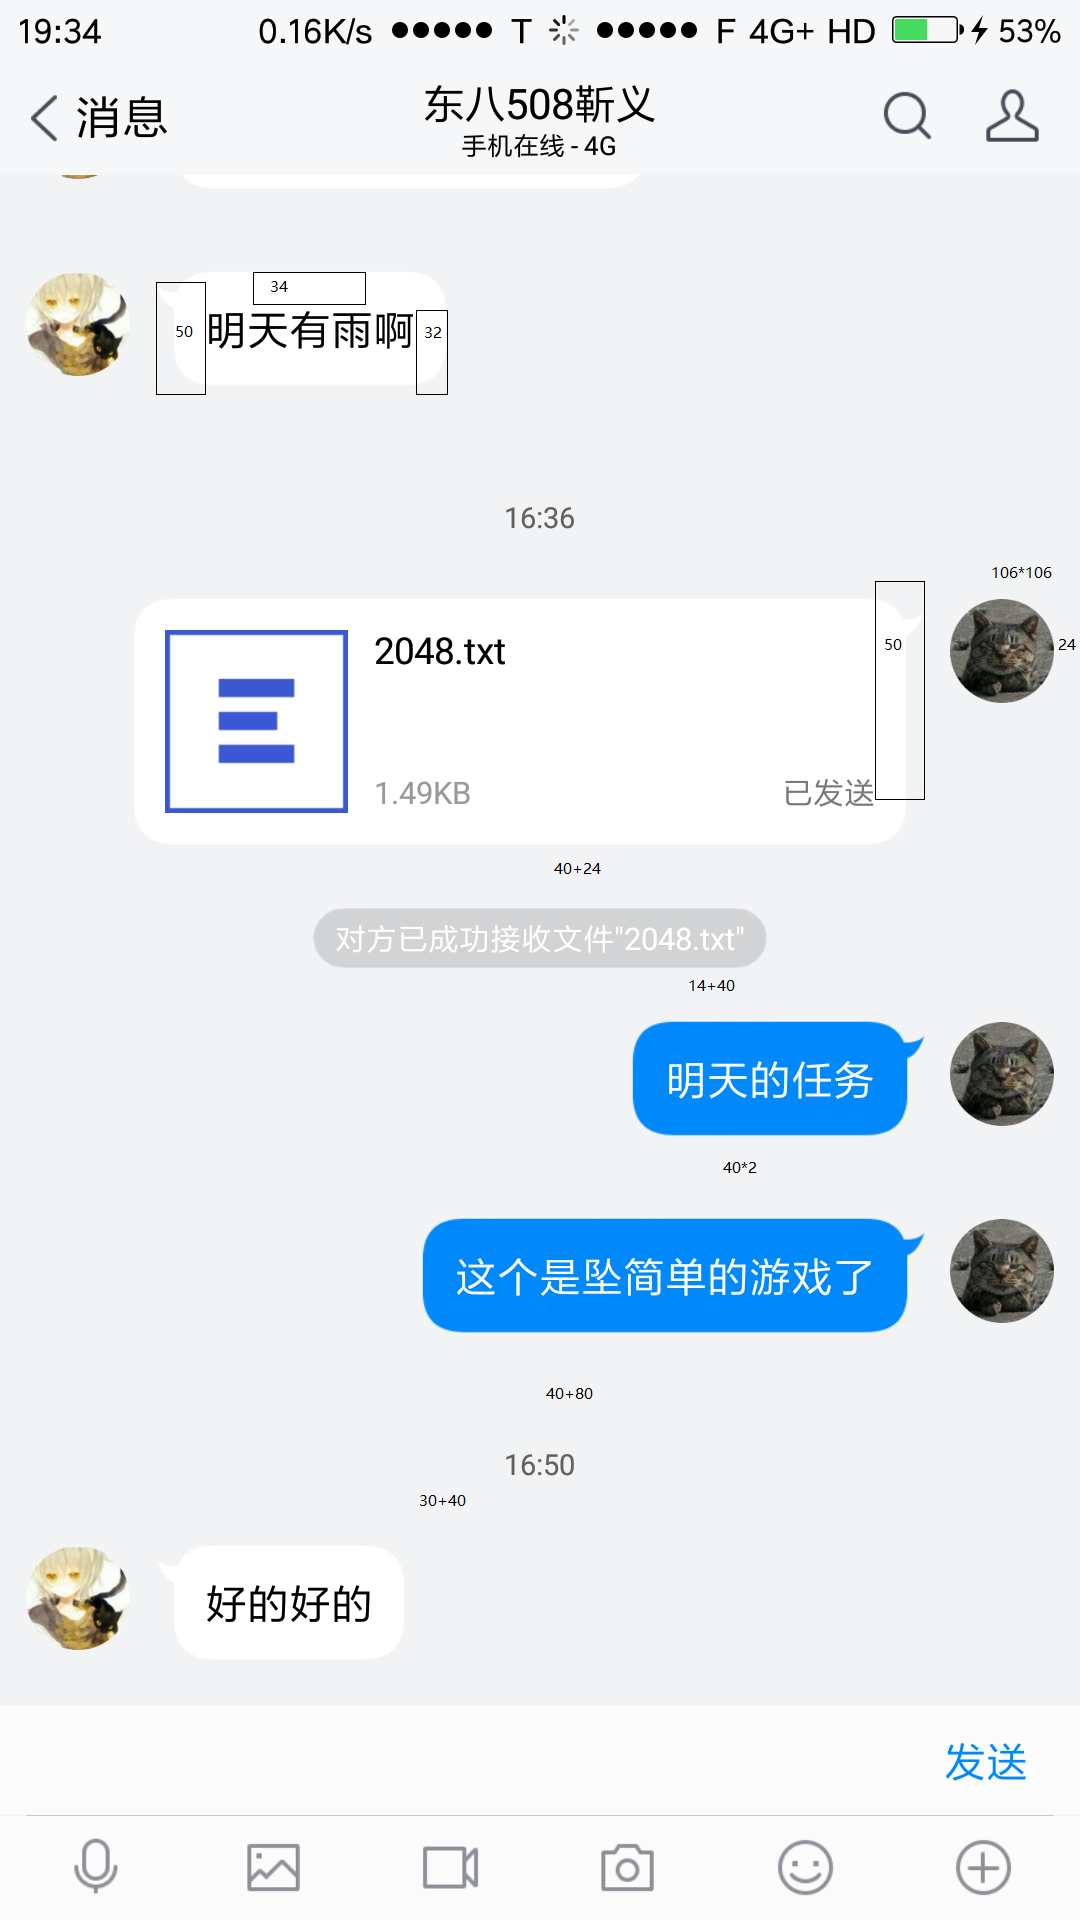 19:34 0.16K/s T F 4G+ HD 53%
消息
东八508靳义
手机在线 - 4G
34
50
明天有雨啊
32
16:36
106*106
2048.txt
50
24
1.49KB
已发送
40+24
对方已成功接收文件"2048.txt"
14+40
明天的任务
40*2
这个是坠简单的游戏了
40+80
16:50
30+40
好的好的
发送